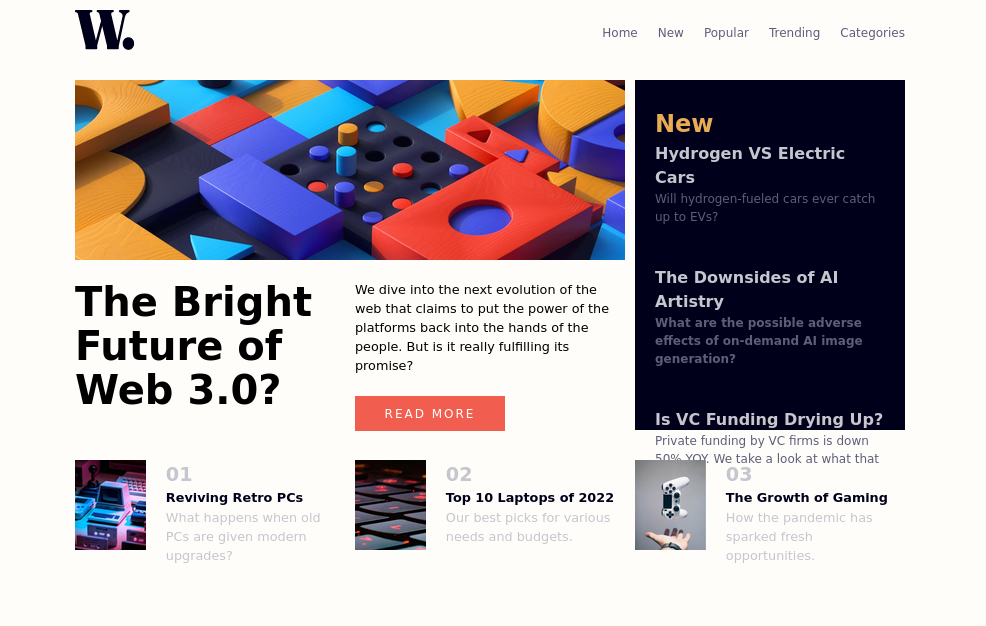 W.
Home New Popular Trending Categories
The Bright
Future of
Web 3.0?
We dive into the next evolution of the
web that claims to put the power of the
platforms back into the hands of the
people. But is it really fulfilling its
promise?
READ MORE
New
Hydrogen VS Electric
Cars
Will hydrogen-fueled cars ever catch
up to EVs?
The Downsides of AI
Artistry
What are the possible adverse
effects of on-demand AI image
generation?
Is VC Funding Drying Up?
Private funding by VC firms is down
50% YOY. We take a look at what that
01
Reviving Retro PCs
What happens when old
PCs are given modern
upgrades?
02
Top 10 Laptops of 2022
Our best picks for various
needs and budgets.
03
The Growth of Gaming
How the pandemic has
sparked fresh
opportunities.